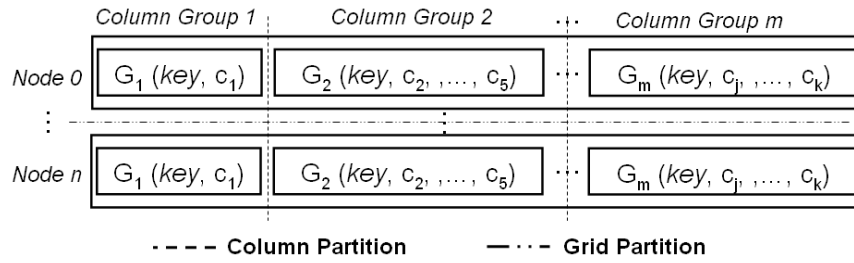 Column Group 1 Column Group 2 ... Column Group m
Node 0 G1 (key, c1) G2 (key, c2, ,..., c5) ... Gm (key, cj, ,..., ck)
Node n G1 (key, c1) G2 (key, c2, ,..., c5) ... Gm (key, cj, ,..., ck)
Column Partition Grid Partition